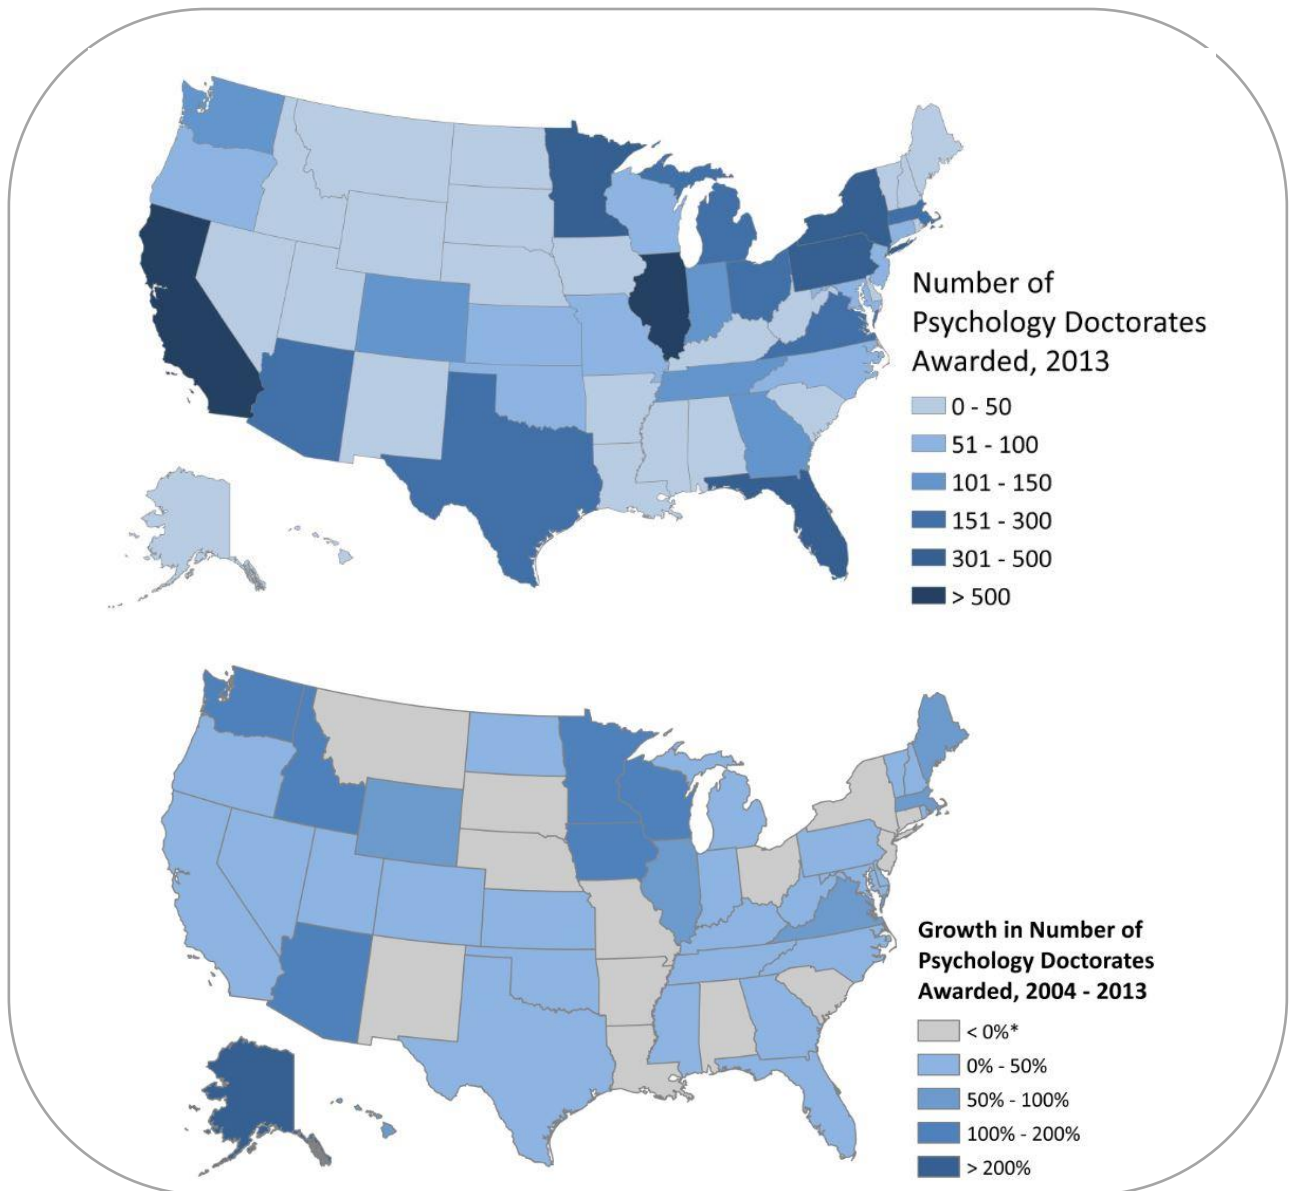 Number of
Psychology Doctorates
Awarded, 2013
0 - 50
51 - 100
101 - 150
151 - 300
301 - 500
> 500
Growth in Number of
Psychology Doctorates
Awarded, 2004 - 2013
< 0%*
0% - 50%
50% - 100%
100% - 200%
> 200%